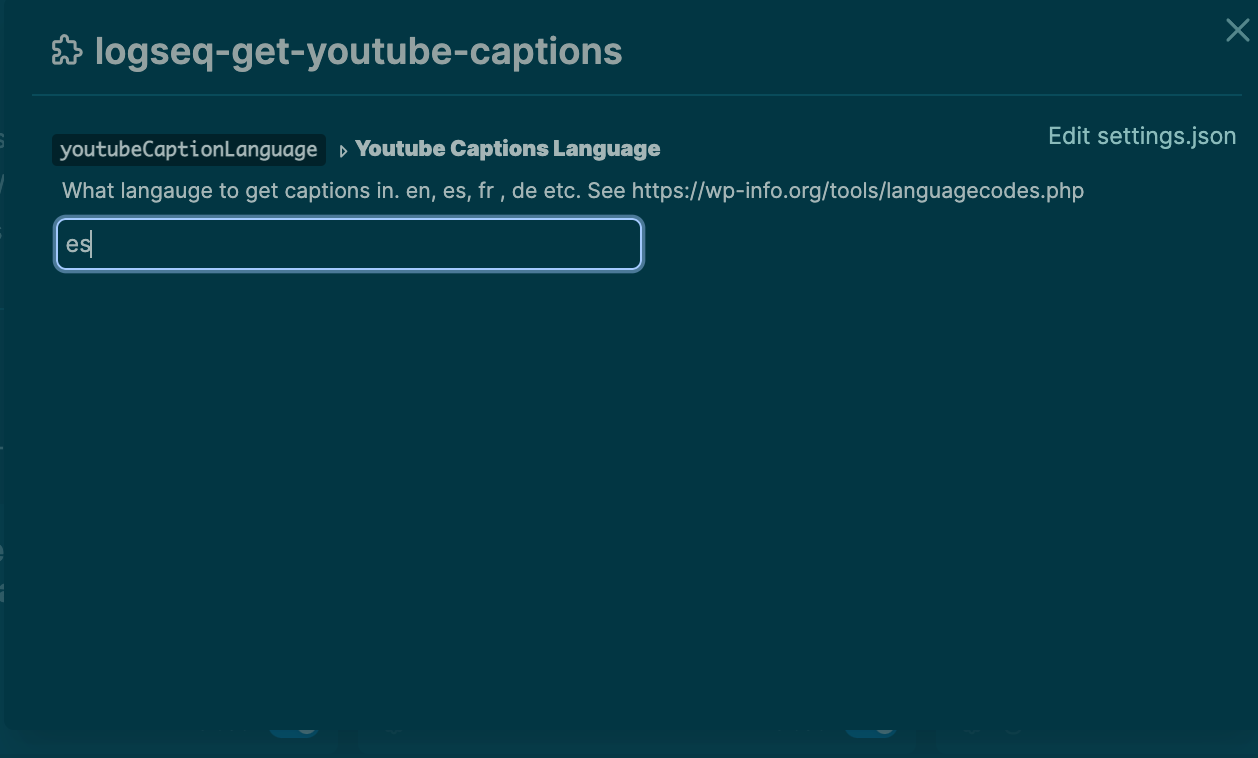 logseq-get-youtube-captions
Edit settings.json
youtubeCaptionLanguage ▹ Youtube Captions Language
What langauge to get captions in. en, es, fr , de etc. See https://wp-info.org/tools/languagecodes.php
es